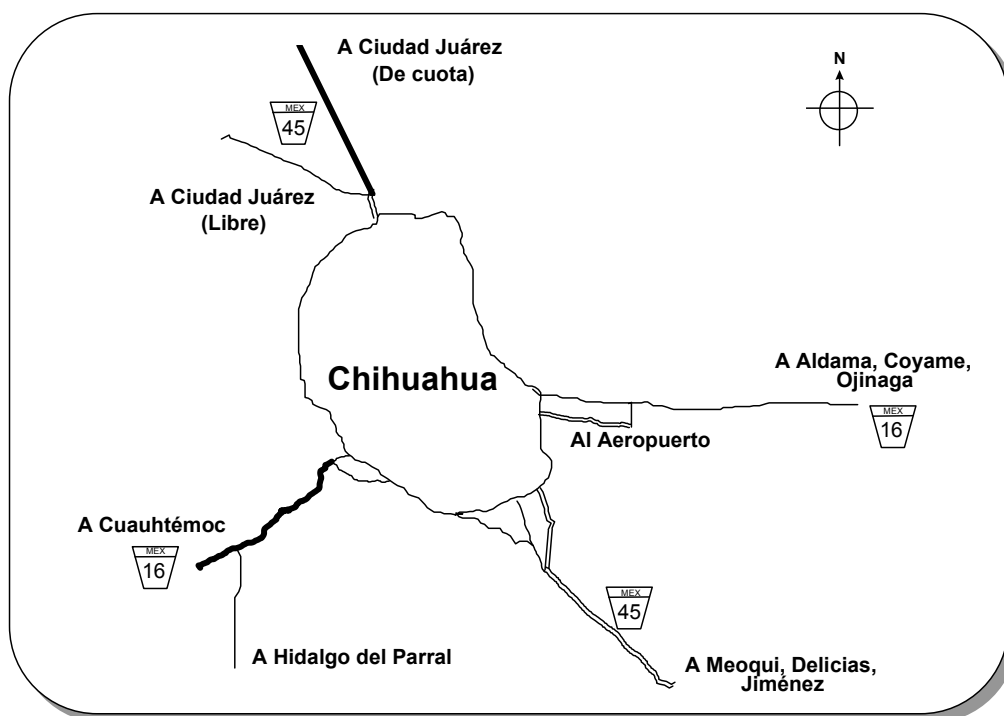 A Ciudad Juárez
(De cuota)
N
MEX
45
A Ciudad Juárez
(Libre)
Chihuahua
A Aldama, Coyame,
Ojinaga
MEX
16
Al Aeropuerto
A Cuauhtémoc
MEX
16
MEX
45
A Hidalgo del Parral
A Meoqui, Delicias,
Jiménez